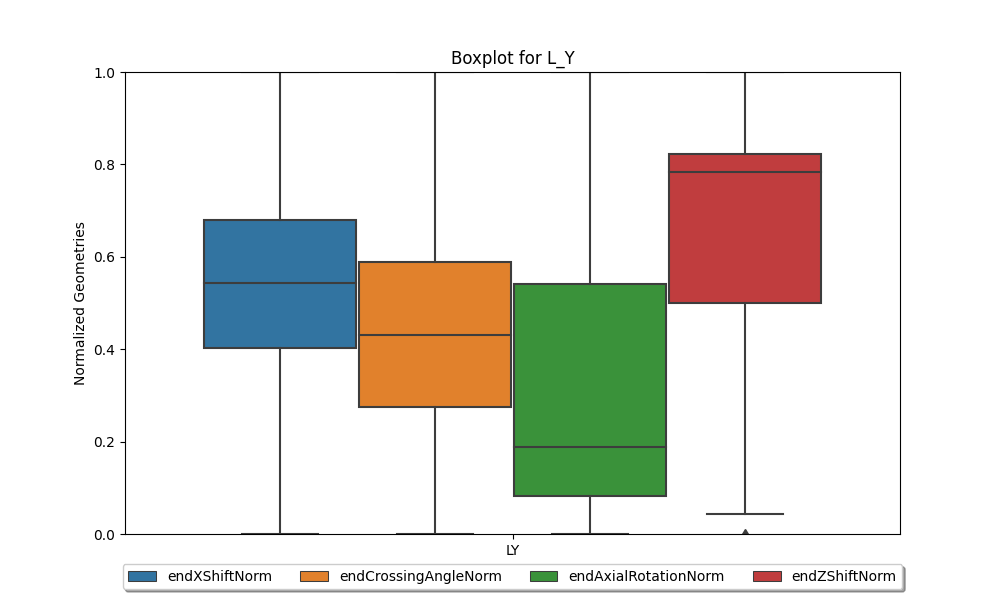 Boxplot for L_Y
1.0
0.8
0.6
0.4
0.2
0.0
Normalized Geometries
LY
endXShiftNorm endCrossingAngleNorm endAxialRotationNorm endZShiftNorm